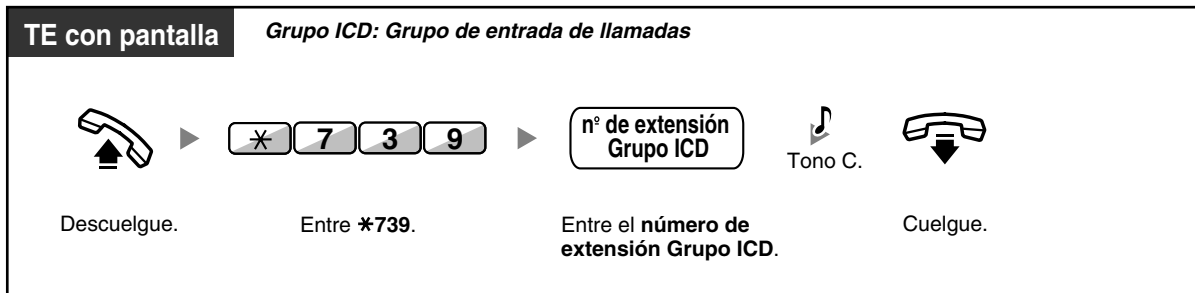 TE con pantalla
Grupo ICD: Grupo de entrada de llamadas
* 7 3 9
nº de extensión
Grupo ICD
Tono C.
Descuelgue.
Entre *739.
Entre el número de
extensión Grupo ICD.
Cuelgue.